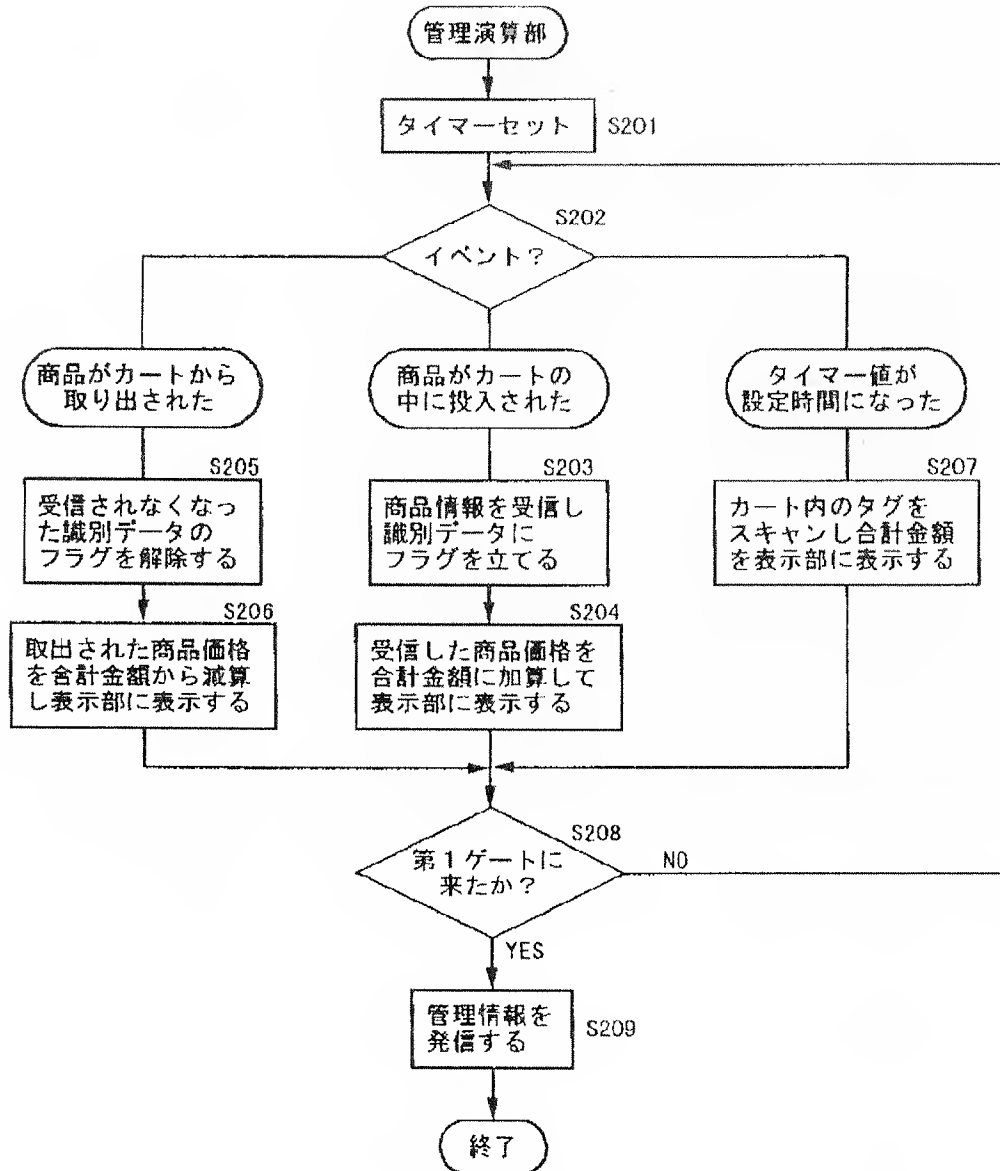 管理演算部
タイマーセット
S201
S202
イベント?
商品がカートから
取り出された
商品がカートの
中に投入された
タイマー値が
設定時間になった
S205
受信されなくなっ
た識別データの
フラグを解除する
S203
商品情報を受信し
識別データに
フラグを立てる
S207
カート内のタグを
スキャンし合計金額
を表示部に表示する
S206
取出された商品価格
を合計金額から減算
し表示部に表示する
S204
受信した商品価格を
合計金額に加算して
表示部に表示する
S208
第1ゲートに
来たか?
NO
YES
管理情報を
発信する
S209
終了